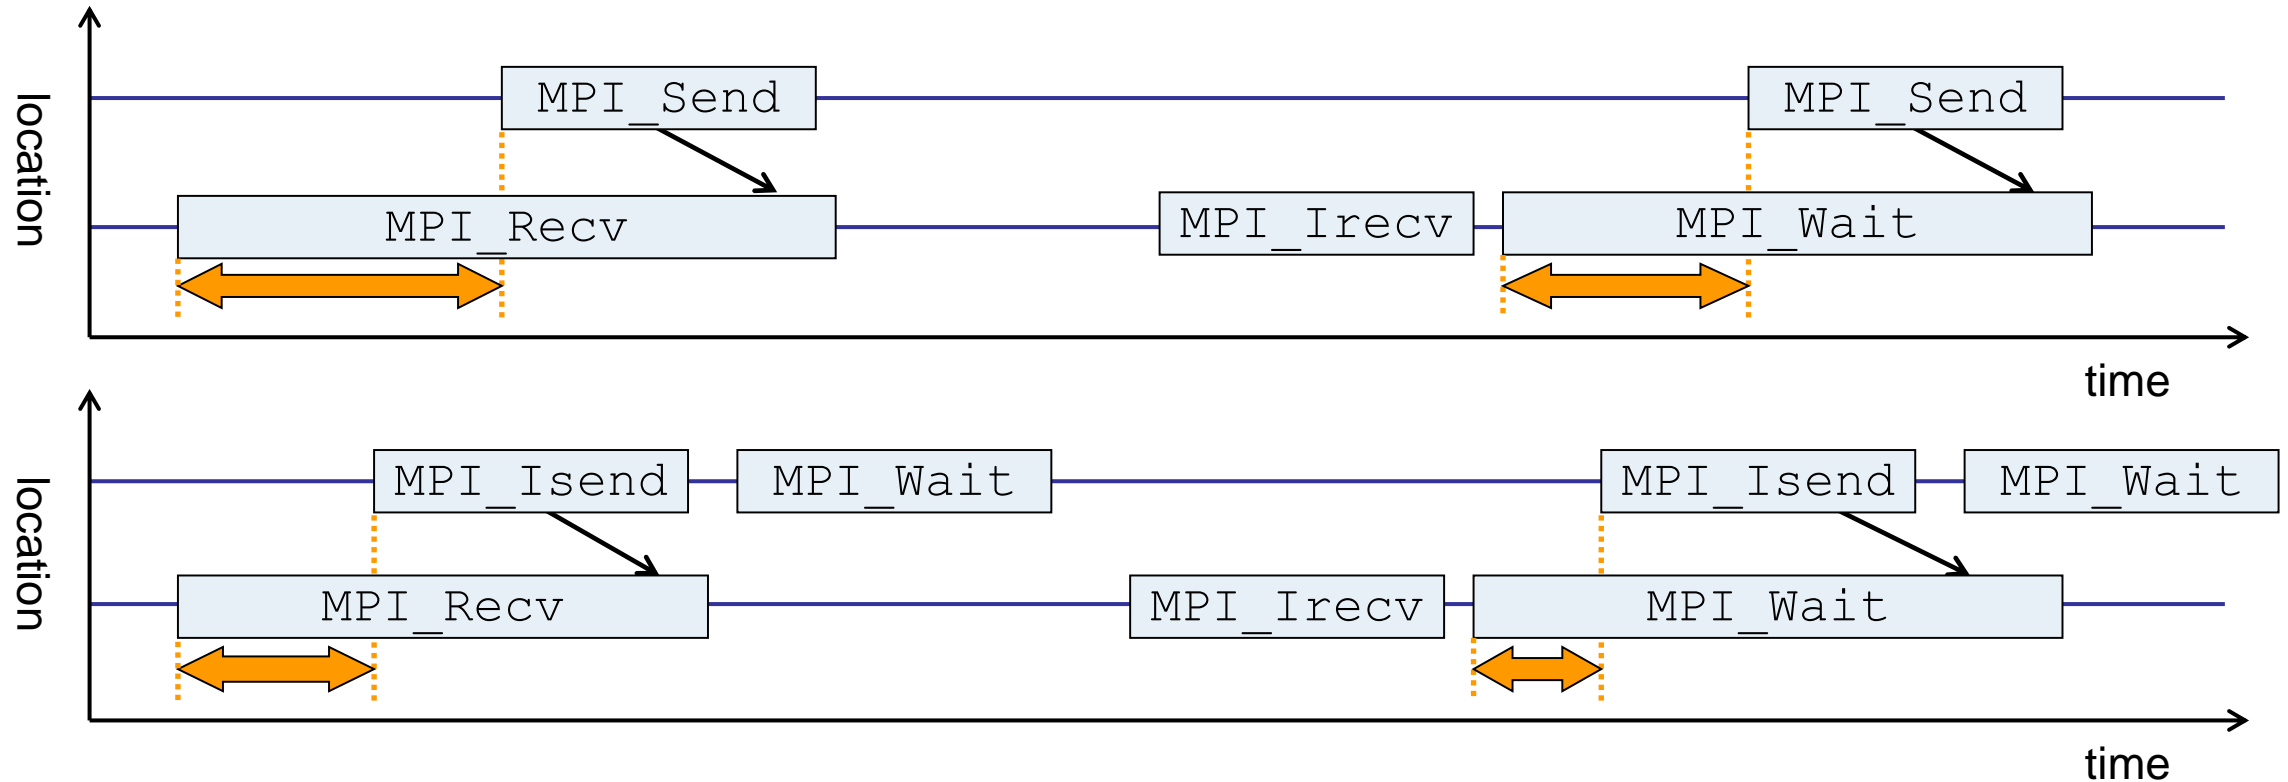 location
MPI_Send
MPI_Send
MPI_Recv
MPI_Irecv
MPI_Wait
time
location
MPI_Isend
MPI_Wait
MPI_Isend
MPI_Wait
MPI_Recv
MPI_Irecv
MPI_Wait
time